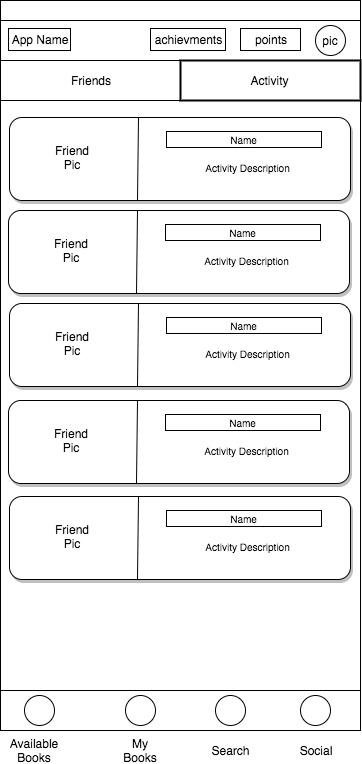 App Name achievments points pic
Friends Activity
Name
Friend
Pic
Activity Description
Name
Friend
Pic
Activity Description
Name
Friend
Pic
Activity Description
Name
Friend
Pic
Activity Description
Name
Friend
Pic
Activity Description
Available
Books
My
Books
Search
Social